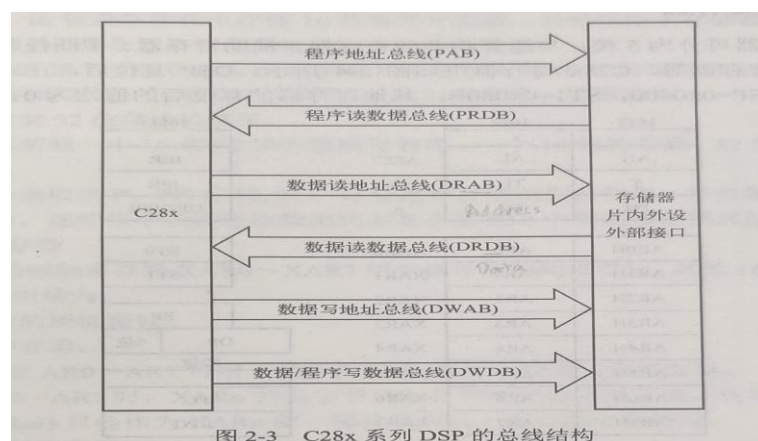 程序地址总线(PAB)
程序读数据总线(PRDB)
数据读地址总线(DRAB)
C28x
存储器
片内外设
外部接口
数据读数据总线(DRDB)
数据写地址总线(DWAB)
数据/程序写数据总线(DWDB)
图 2-3 C28x 系列 DSP 的总线结构